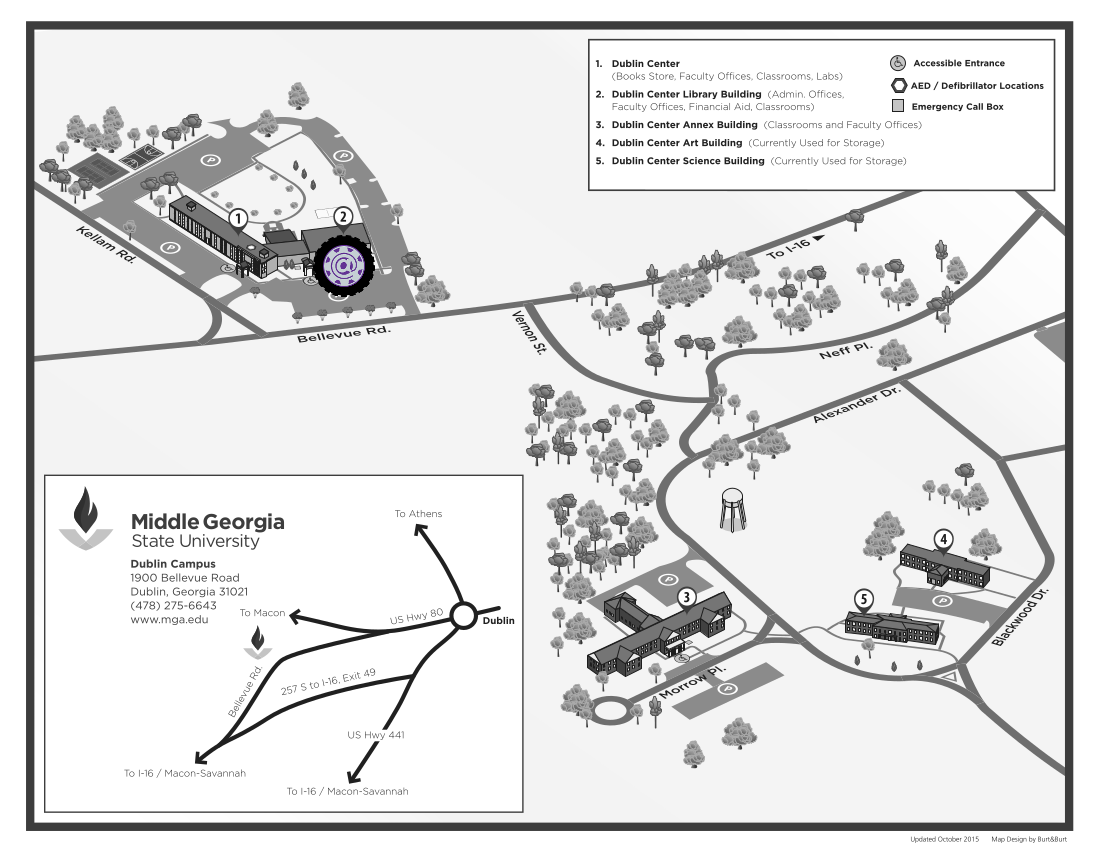 1. Dublin Center
(Books Store, Faculty Offices, Classrooms, Labs)
2. Dublin Center Library Building (Admin. Offices,
Faculty Offices, Financial Aid, Classrooms)
3. Dublin Center Annex Building (Classrooms and Faculty Offices)
4. Dublin Center Art Building (Currently Used for Storage)
5. Dublin Center Science Building (Currently Used for Storage)
Accessible Entrance
AED / Defibrillator Locations
Emergency Call Box
P
P
P
1
2
Kellam Rd.
Bellevue Rd.
Vernon St.
To I-16
Neff Pl.
Alexander Dr.
Blackwood Dr.
4
P
5
P
3
Morrow Pl.
P
Middle Georgia
State University
Dublin Campus
1900 Bellevue Road
Dublin, Georgia 31021
(478) 275-6643
www.mga.edu
To Athens
To Macon
US Hwy 80
Dublin
Bellevue Rd.
257 S to I-16, Exit 49
US Hwy 441
To I-16 / Macon-Savannah
To I-16 / Macon-Savannah
Updated October 2015 Map Design by Burt&Burt